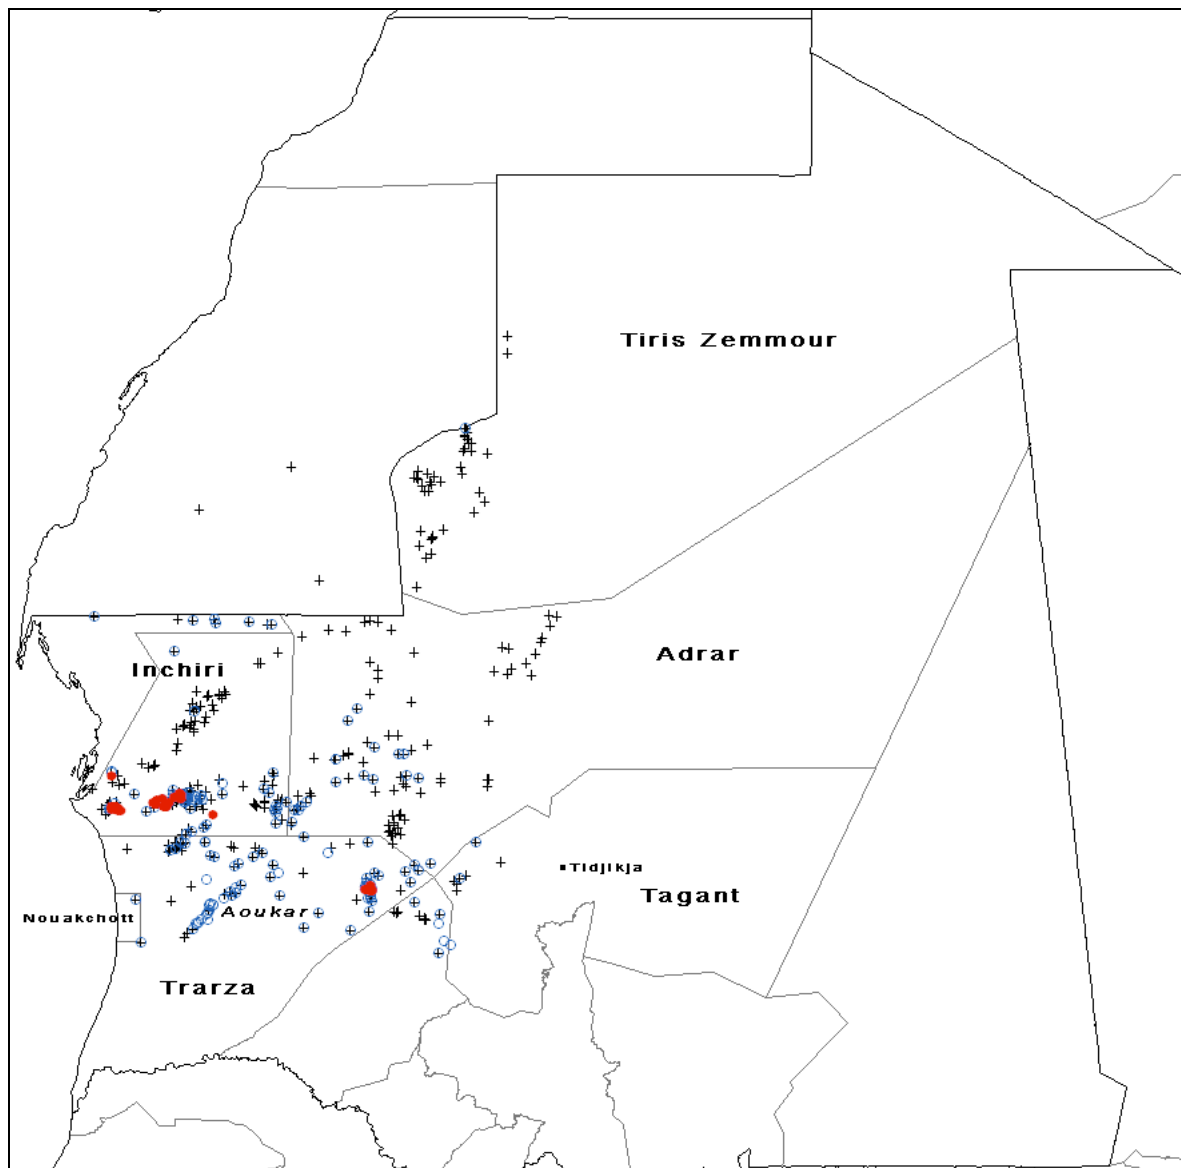 Tiris Zemmour
Adrar
Inchiri
Tidjikja
Tagant
Nouakchott
Aoukar
Trarza